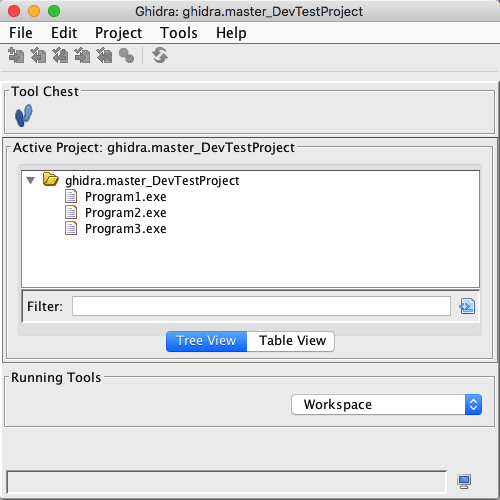 Ghidra: ghidra.master_DevTestProject
File Edit Project Tools Help
Tool Chest
Active Project: ghidra.master_DevTestProject
ghidra.master_DevTestProject
Program1.exe
Program2.exe
Program3.exe
Filter:
Tree View Table View
Running Tools
Workspace